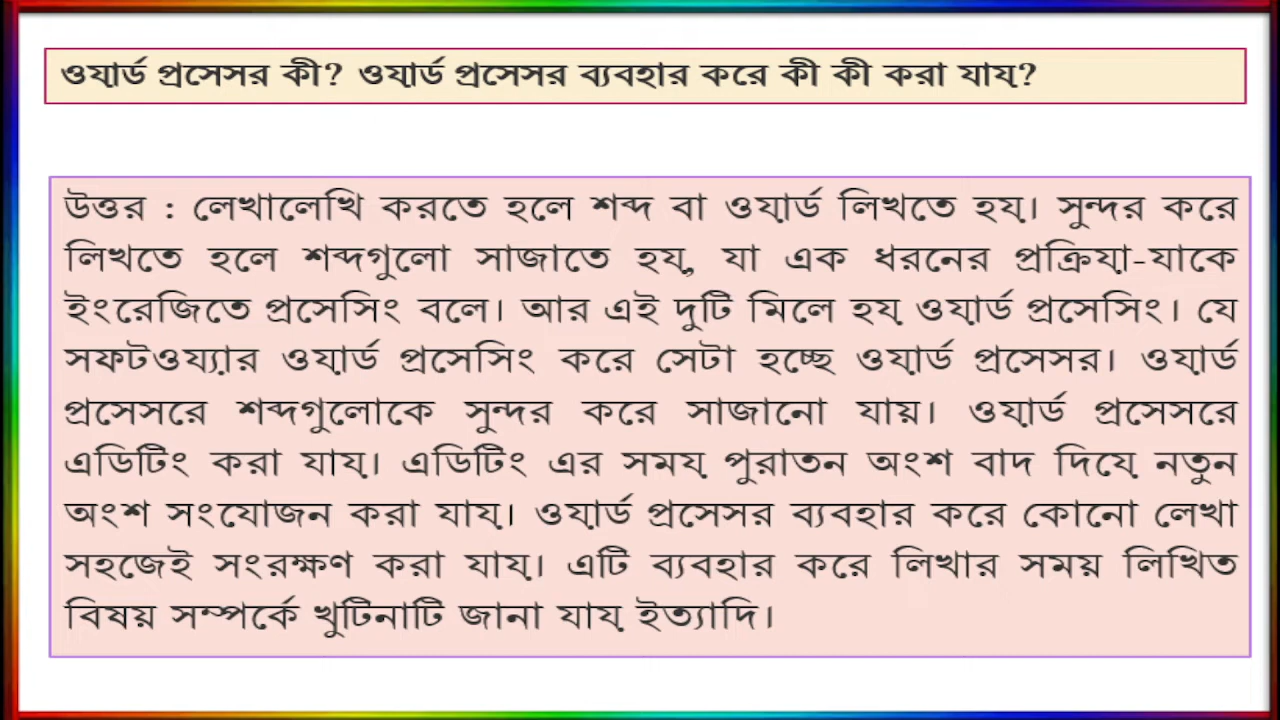 ওয়ার্ড প্রসেসর কী? ওয়ার্ড প্রসেসর ব্যবহার করে কী কী করা যায়?
উত্তর : লেখালেখি করতে হলে শব্দ বা ওয়ার্ড লিখতে হয়। সুন্দর করে
লিখতে হলে শব্দগুলো সাজাতে হয়, যা এক ধরনের প্রক্রিয়া-যাকে
ইংরেজিতে প্রসেসিং বলে। আর এই দুটি মিলে হয় ওয়ার্ড প্রসেসিং। যে
সফটওয়্যার ওয়ার্ড প্রসেসিং করে সেটা হচ্ছে ওয়ার্ড প্রসেসর। ওয়ার্ড
প্রসেসরে শব্দগুলোকে সুন্দর করে সাজানো যায়। ওয়ার্ড প্রসেসরে
এডিটিং করা যায়। এডিটিং এর সময় পুরাতন অংশ বাদ দিয়ে নতুন
অংশ সংযোজন করা যায়। ওয়ার্ড প্রসেসর ব্যবহার করে কোনো লেখা
সহজেই সংরক্ষণ করা যায়। এটি ব্যবহার করে লিখার সময় লিখিত
বিষয় সম্পর্কে খুটিনাটি জানা যায় ইত্যাদি।